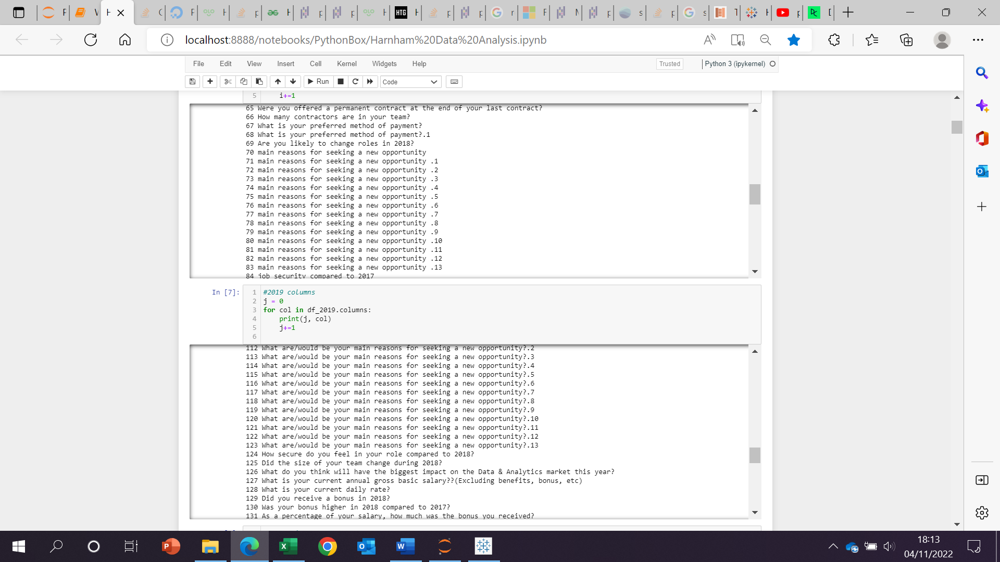 localhost:8888/notebooks/PythonBox/Harnham%20Data%20Analysis.ipynb
File Edit View Insert Cell Kernel Widgets Help Trusted Python 3 (ipykernel)
Run Code
5 i+=1
65 Were you offered a permanent contract at the end of your last contract?
66 How many contractors are in your team?
67 What is your preferred method of payment?
68 What is your preferred method of payment?.1
69 Are you likely to change roles in 2018?
70 main reasons for seeking a new opportunity
71 main reasons for seeking a new opportunity .1
72 main reasons for seeking a new opportunity .2
73 main reasons for seeking a new opportunity .3
74 main reasons for seeking a new opportunity .4
75 main reasons for seeking a new opportunity .5
76 main reasons for seeking a new opportunity .6
77 main reasons for seeking a new opportunity .7
78 main reasons for seeking a new opportunity .8
79 main reasons for seeking a new opportunity .9
80 main reasons for seeking a new opportunity .10
81 main reasons for seeking a new opportunity .11
82 main reasons for seeking a new opportunity .12
83 main reasons for seeking a new opportunity .13
84 job security compared to 2017
In [7]: 1 #2019 columns
2 j = 0
3 for col in df_2019.columns:
4 print(j, col)
5 j+=1
6
112 What are/would be your main reasons for seeking a new opportunity?.2
113 What are/would be your main reasons for seeking a new opportunity?.3
114 What are/would be your main reasons for seeking a new opportunity?.4
115 What are/would be your main reasons for seeking a new opportunity?.5
116 What are/would be your main reasons for seeking a new opportunity?.6
117 What are/would be your main reasons for seeking a new opportunity?.7
118 What are/would be your main reasons for seeking a new opportunity?.8
119 What are/would be your main reasons for seeking a new opportunity?.9
120 What are/would be your main reasons for seeking a new opportunity?.10
121 What are/would be your main reasons for seeking a new opportunity?.11
122 What are/would be your main reasons for seeking a new opportunity?.12
123 What are/would be your main reasons for seeking a new opportunity?.13
124 How secure do you feel in your role compared to 2018?
125 Did the size of your team change during 2018?
126 What do you think will have the biggest impact on the Data & Analytics market this year?
127 What is your current annual gross basic salary??(Excluding benefits, bonus, etc)
128 What is your current daily rate?
129 Did you receive a bonus in 2018?
130 Was your bonus higher in 2018 compared to 2017?
131 As a percentage of your salary, how much was the bonus you received?
18:13
04/11/2022